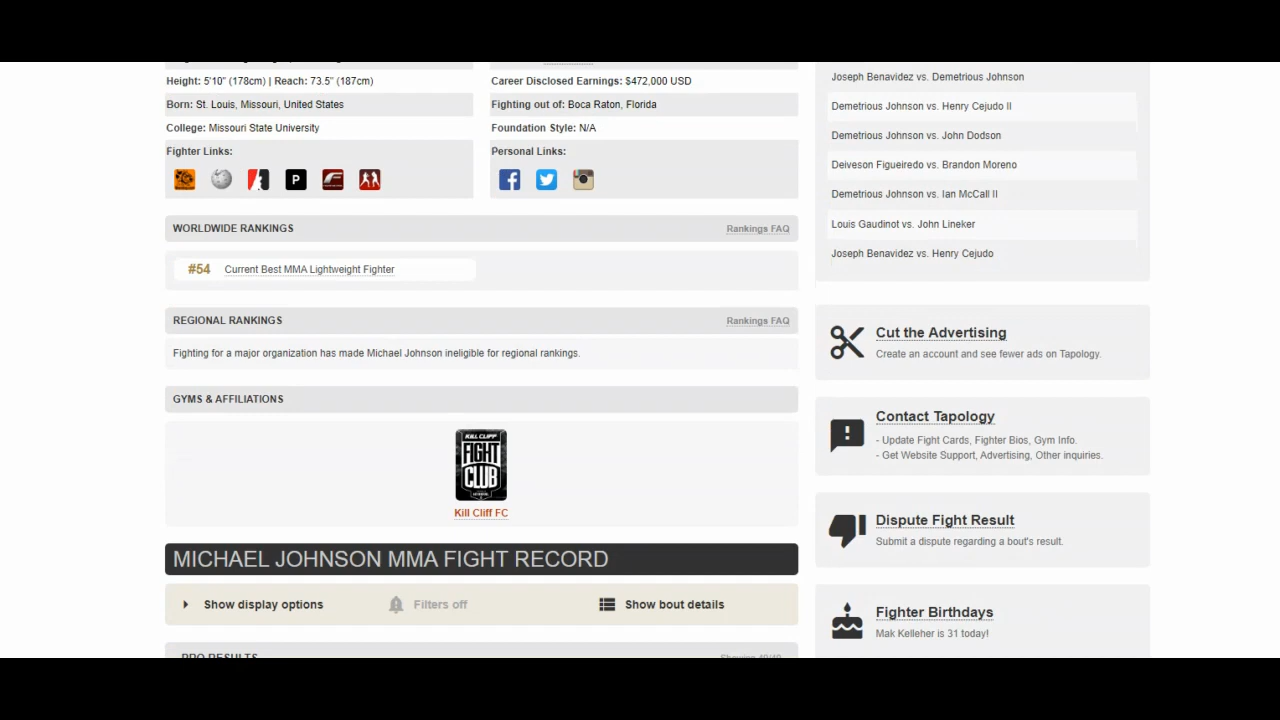 Height: 5'10" (178cm) | Reach: 73.5" (187cm)
Career Disclosed Earnings: $472,000 USD
Born: St. Louis, Missouri, United States
Fighting out of: Boca Raton, Florida
College: Missouri State University
Foundation Style: N/A
Fighter Links:
Personal Links:
P
WORLDWIDE RANKINGS
Rankings FAQ
#54 Current Best MMA Lightweight Fighter
REGIONAL RANKINGS
Rankings FAQ
Fighting for a major organization has made Michael Johnson ineligible for regional rankings.
GYMS & AFFILIATIONS
KILL CLIFF
FIGHT
CLUB
Kill Cliff FC
MICHAEL JOHNSON MMA FIGHT RECORD
Show display options
Filters off
Show bout details
PRO RESULTS
Joseph Benavidez vs. Demetrious Johnson
Demetrious Johnson vs. Henry Cejudo II
Demetrious Johnson vs. John Dodson
Deiveson Figueiredo vs. Brandon Moreno
Demetrious Johnson vs. Ian McCall II
Louis Gaudinot vs. John Lineker
Joseph Benavidez vs. Henry Cejudo
Cut the Advertising
Create an account and see fewer ads on Tapology.
Contact Tapology
- Update Fight Cards, Fighter Bios, Gym Info.
- Get Website Support, Advertising, Other inquiries.
Dispute Fight Result
Submit a dispute regarding a bout's result.
Fighter Birthdays
Mak Kelleher is 31 today!